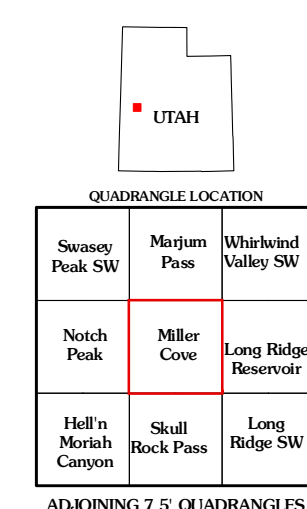 UTAH
QUADRANGLE LOCATION
Swasey
Peak SW
Marjum
Pass
Whirlwind
Valley SW
Notch
Peak
Miller
Cove
Long Ridge
Reservoir
Hell'n
Moriah
Canyon
Skull
Rock Pass
Long
Ridge SW
ADJOINING 7.5' QUADRANGLES